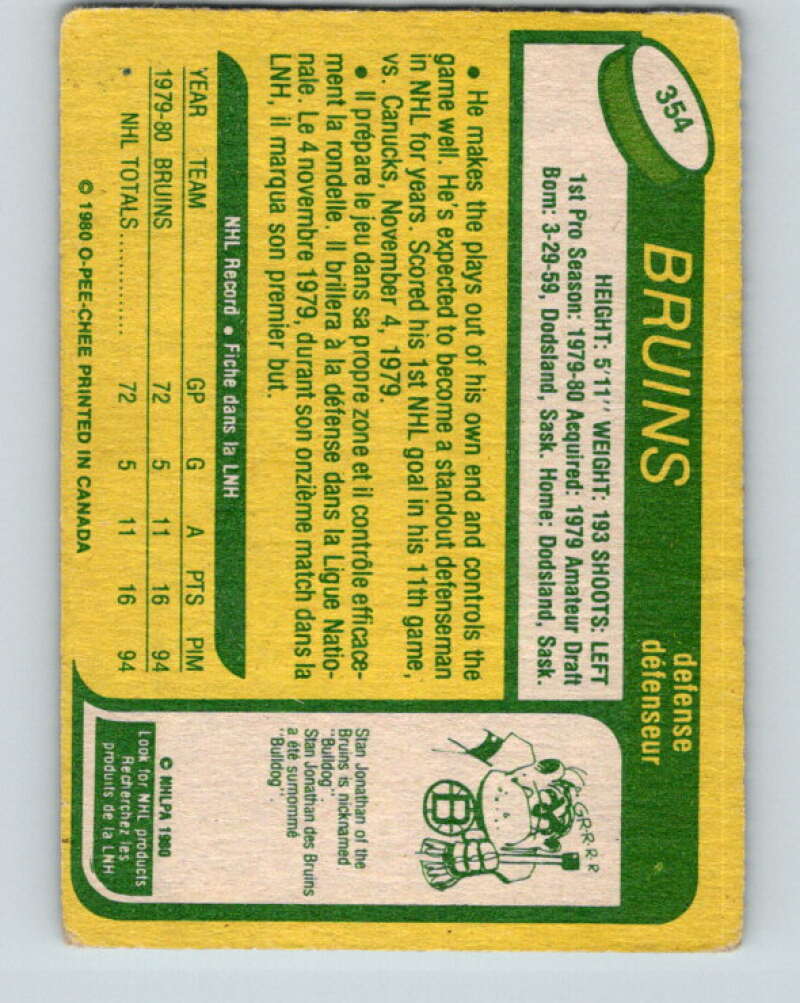 354
BRUINS
defense
défenseur
HEIGHT: 5'11" WEIGHT: 193 SHOOTS: LEFT
1st Pro Season: 1979-80 Acquired: 1979 Amateur Draft
Born: 3-29-59, Dodsland, Sask. Home: Dodsland, Sask.
• He makes the plays out of his own end and controls the
game well. He's expected to become a standout defenseman
in NHL for years. Scored his 1st NHL goal in his 11th game,
vs. Canucks, November 4, 1979.
• Il prépare le jeu dans sa propre zone et il contrôle efficace-
ment la rondelle. Il brillera à la défense dans la Ligue Natio-
nale. Le 4 novembre 1979, durant son onzième match dans la
LNH, il marqua son premier but.
NHL Record • Fiche dans la LNH
YEAR TEAM GP G A PTS PIM
1979-80 BRUINS 72 5 11 16 94
NHL TOTALS............. 72 5 11 16 94
© 1980 O-PEE-CHEE PRINTED IN CANADA
GRRR-R-R
B
Stan Jonathan of the
Bruins is nicknamed
"Bulldog".
Stan Jonathan des Bruins
a été surnommé
"Bulldog".
© NHLPA 1980
Look for NHL products
Recherchez les
produits de la LNH